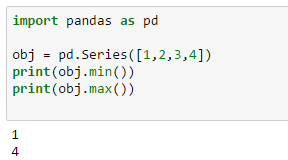 import pandas as pd
obj = pd.Series([1,2,3,4])
print(obj.min())
print(obj.max())
1
4